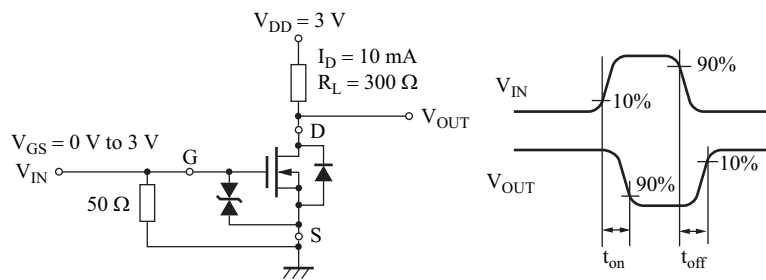 V_DD = 3 V
I_D = 10 mA
R_L = 300 Ω
V_OUT
D
V_GS = 0 V to 3 V
V_IN
G
50 Ω
S
V_IN
10%
90%
V_OUT
90%
10%
t_on
t_off